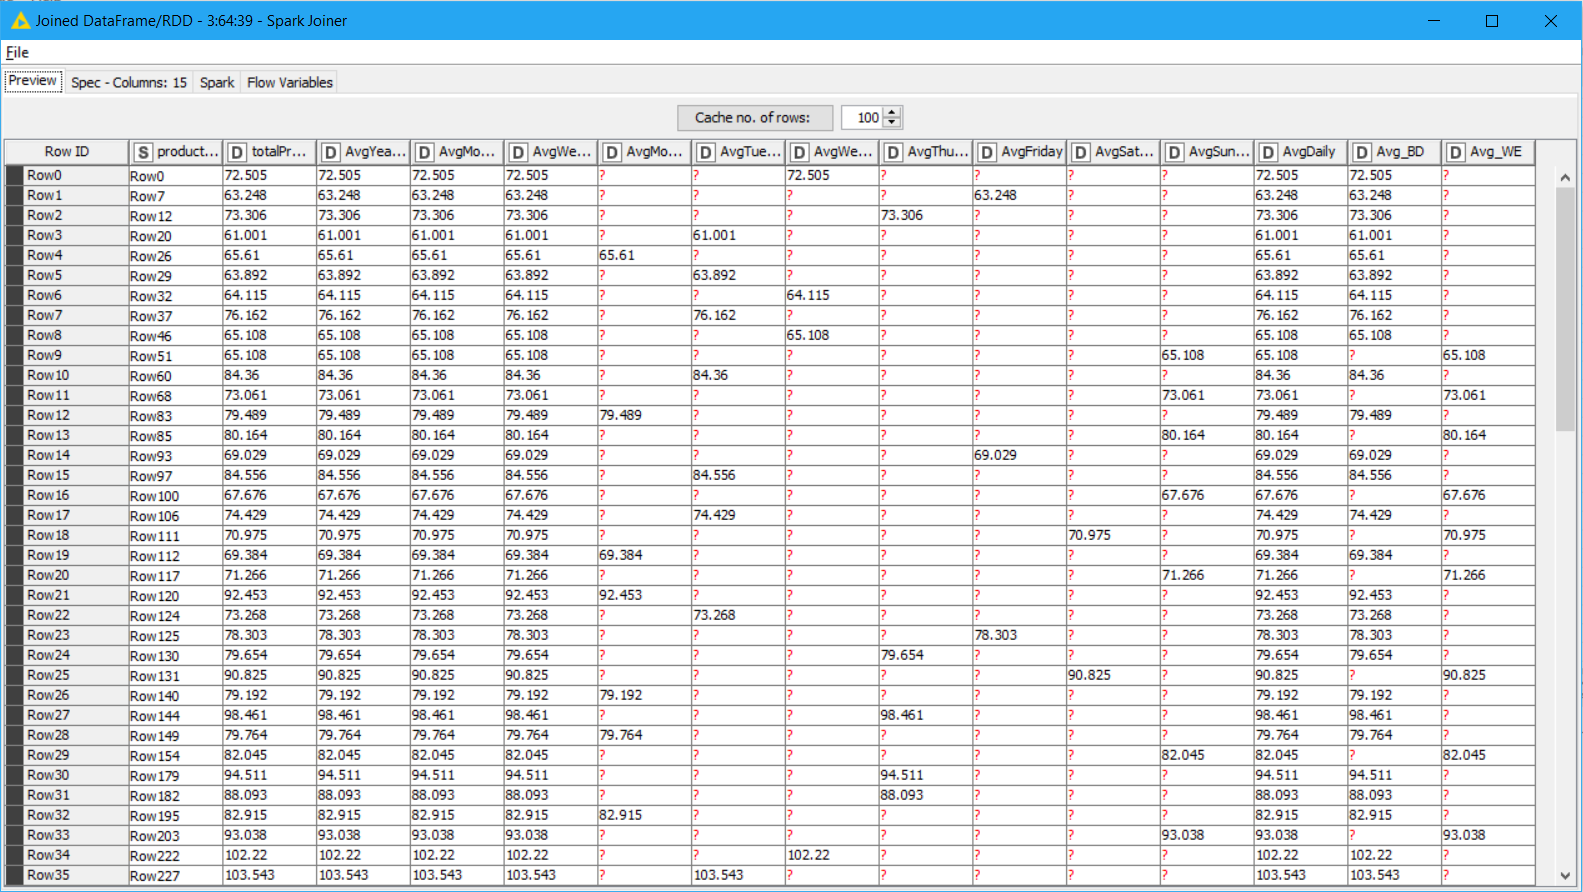 Joined DataFrame/RDD - 3:64:39 - Spark Joiner
File
Preview Spec - Columns: 15 Spark Flow Variables
Cache no. of rows: 100
Row ID S product... D totalPr... D AvgYea... D AvgMo... D AvgWe... D AvgMo... D AvgTue... D AvgWe... D AvgThu... D AvgFriday D AvgSat... D AvgSun... D AvgDaily D Avg_BD D Avg_WE
Row0 Row0 72.505 72.505 72.505 72.505 ? ? 72.505 ? ? ? ? 72.505 72.505 ?
Row1 Row7 63.248 63.248 63.248 63.248 ? ? ? ? 63.248 ? ? 63.248 63.248 ?
Row2 Row12 73.306 73.306 73.306 73.306 ? ? ? 73.306 ? ? ? 73.306 73.306 ?
Row3 Row20 61.001 61.001 61.001 61.001 ? 61.001 ? ? ? ? ? 61.001 61.001 ?
Row4 Row26 65.61 65.61 65.61 65.61 65.61 ? ? ? ? ? ? 65.61 65.61 ?
Row5 Row29 63.892 63.892 63.892 63.892 ? 63.892 ? ? ? ? ? 63.892 63.892 ?
Row6 Row32 64.115 64.115 64.115 64.115 ? ? 64.115 ? ? ? ? 64.115 64.115 ?
Row7 Row37 76.162 76.162 76.162 76.162 ? 76.162 ? ? ? ? ? 76.162 76.162 ?
Row8 Row46 65.108 65.108 65.108 65.108 ? ? 65.108 ? ? ? ? 65.108 65.108 ?
Row9 Row51 65.108 65.108 65.108 65.108 ? ? ? ? ? ? 65.108 65.108 ? 65.108
Row10 Row60 84.36 84.36 84.36 84.36 ? 84.36 ? ? ? ? ? 84.36 84.36 ?
Row11 Row68 73.061 73.061 73.061 73.061 ? ? ? ? ? ? 73.061 73.061 ? 73.061
Row12 Row83 79.489 79.489 79.489 79.489 79.489 ? ? ? ? ? ? 79.489 79.489 ?
Row13 Row85 80.164 80.164 80.164 80.164 ? ? ? ? ? ? 80.164 80.164 ? 80.164
Row14 Row93 69.029 69.029 69.029 69.029 ? ? ? ? 69.029 ? ? 69.029 69.029 ?
Row15 Row97 84.556 84.556 84.556 84.556 ? 84.556 ? ? ? ? ? 84.556 84.556 ?
Row16 Row100 67.676 67.676 67.676 67.676 ? ? ? ? ? ? 67.676 67.676 ? 67.676
Row17 Row106 74.429 74.429 74.429 74.429 ? 74.429 ? ? ? ? ? 74.429 74.429 ?
Row18 Row111 70.975 70.975 70.975 70.975 ? ? ? ? ? 70.975 ? 70.975 ? 70.975
Row19 Row112 69.384 69.384 69.384 69.384 69.384 ? ? ? ? ? ? 69.384 69.384 ?
Row20 Row117 71.266 71.266 71.266 71.266 ? ? ? ? ? ? 71.266 71.266 ? 71.266
Row21 Row120 92.453 92.453 92.453 92.453 92.453 ? ? ? ? ? ? 92.453 92.453 ?
Row22 Row124 73.268 73.268 73.268 73.268 ? 73.268 ? ? ? ? ? 73.268 73.268 ?
Row23 Row125 78.303 78.303 78.303 78.303 ? ? ? ? 78.303 ? ? 78.303 78.303 ?
Row24 Row130 79.654 79.654 79.654 79.654 ? ? ? 79.654 ? ? ? 79.654 79.654 ?
Row25 Row131 90.825 90.825 90.825 90.825 ? ? ? ? ? 90.825 ? 90.825 ? 90.825
Row26 Row140 79.192 79.192 79.192 79.192 79.192 ? ? ? ? ? ? 79.192 79.192 ?
Row27 Row144 98.461 98.461 98.461 98.461 ? ? ? 98.461 ? ? ? 98.461 98.461 ?
Row28 Row149 79.764 79.764 79.764 79.764 79.764 ? ? ? ? ? ? 79.764 79.764 ?
Row29 Row154 82.045 82.045 82.045 82.045 ? ? ? ? ? ? 82.045 82.045 ? 82.045
Row30 Row179 94.511 94.511 94.511 94.511 ? ? ? 94.511 ? ? ? 94.511 94.511 ?
Row31 Row182 88.093 88.093 88.093 88.093 ? ? ? 88.093 ? ? ? 88.093 88.093 ?
Row32 Row195 82.915 82.915 82.915 82.915 82.915 ? ? ? ? ? ? 82.915 82.915 ?
Row33 Row203 93.038 93.038 93.038 93.038 ? ? ? ? ? ? 93.038 93.038 ? 93.038
Row34 Row222 102.22 102.22 102.22 102.22 ? ? 102.22 ? ? ? ? 102.22 102.22 ?
Row35 Row227 103.543 103.543 103.543 103.543 ? 103.543 ? ? ? ? ? 103.543 103.543 ?